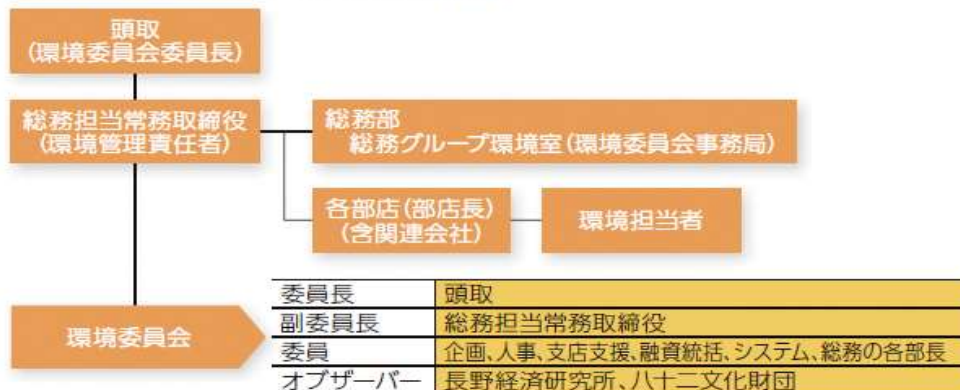 頭取
(環境委員会委員長)
総務担当常務取締役
(環境管理責任者)
総務部
総務グループ環境室(環境委員会事務局)
各部店(部店長)
(含関連会社)
環境担当者
環境委員会
委員長 頭取
副委員長 総務担当常務取締役
委員 企画、人事、支店支援、融資統括、システム、総務の各部長
オブザーバー 長野経済研究所、八十二文化財団